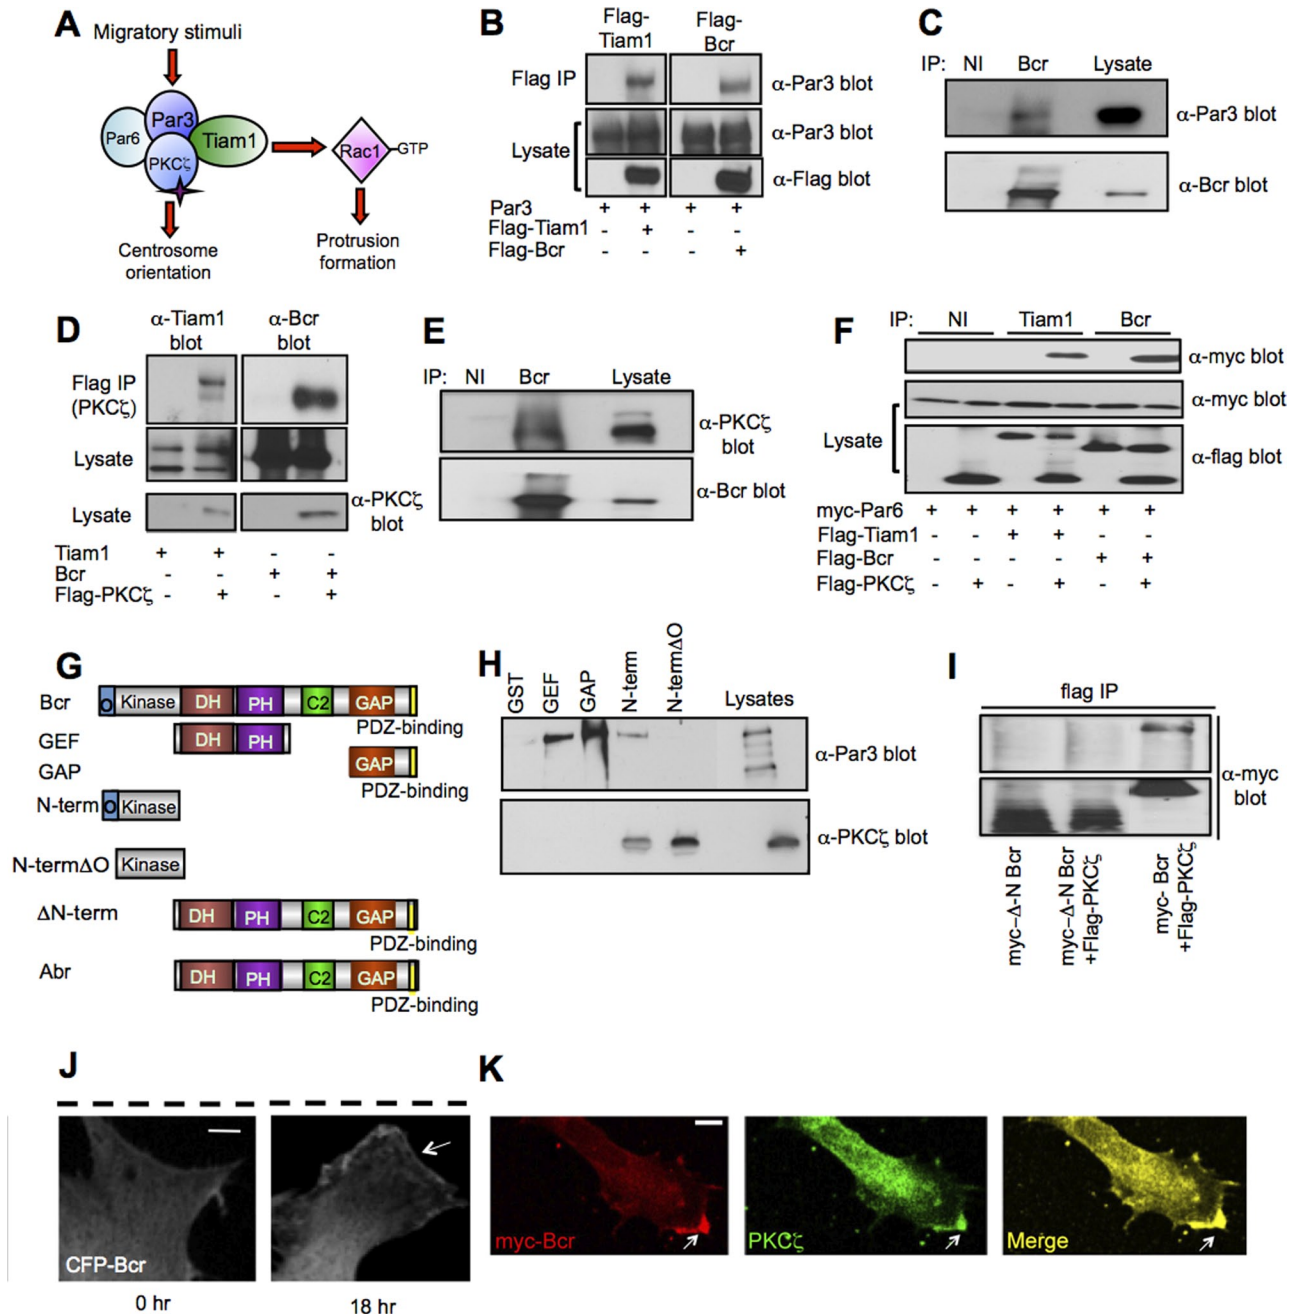 A
Migratory stimuli
Par6
Par3
PKCζ
Tiam1
Rac1
GTP
Centrosome
orientation
Protrusion
formation
B
Flag-
Tiam1
Flag-
Bcr
Flag IP
α-Par3 blot
Lysate
α-Par3 blot
α-Flag blot
Par3 + + + +
Flag-Tiam1 - + - -
Flag-Bcr - - - +
C
IP: NI Bcr Lysate
α-Par3 blot
α-Bcr blot
D
α-Tiam1
blot
α-Bcr
blot
Flag IP
(PKCζ)
Lysate
Lysate
α-PKCζ
blot
Tiam1 + + - -
Bcr - - + +
Flag-PKCζ - + - +
E
IP: NI Bcr Lysate
α-PKCζ
blot
α-Bcr blot
F
IP: NI Tiam1 Bcr
α-myc blot
α-myc blot
Lysate
α-flag blot
myc-Par6 + + + + + +
Flag-Tiam1 - - + + - -
Flag-Bcr - - - - + +
Flag-PKCζ - + - + - +
G
Bcr O Kinase DH PH C2 GAP
PDZ-binding
GEF DH PH
GAP GAP
PDZ-binding
N-term O Kinase
N-termΔO Kinase
ΔN-term DH PH C2 GAP
PDZ-binding
Abr DH PH C2 GAP
PDZ-binding
H
GST
GEF
GAP
N-term
N-termΔO
Lysates
α-Par3 blot
α-PKCζ blot
I
flag IP
α-myc
blot
myc-Δ-N Bcr
myc-Δ-N Bcr
+Flag-PKCζ
myc- Bcr
+Flag-PKCζ
J
CFP-Bcr
0 hr
18 hr
K
myc-Bcr
PKCζ
Merge